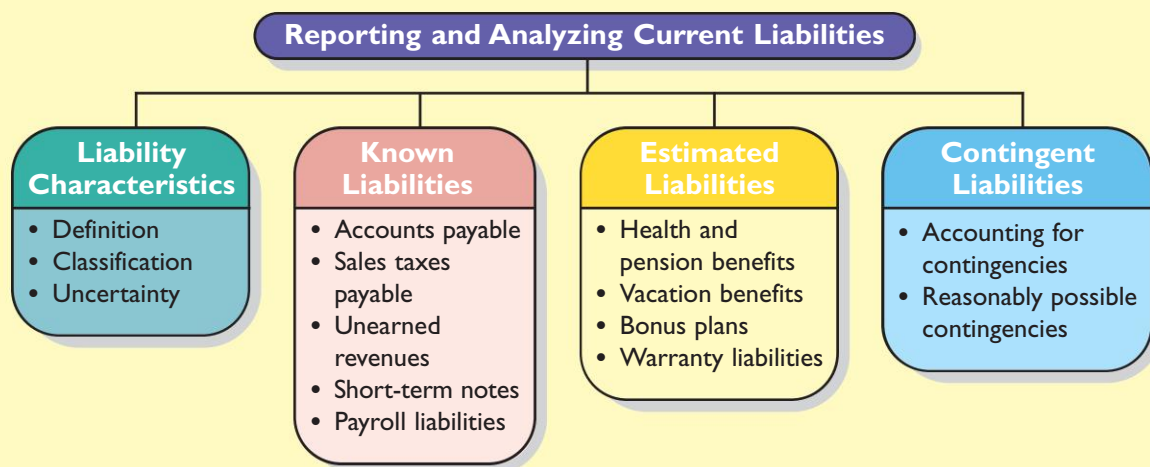 Reporting and Analyzing Current Liabilities
Liability
Characteristics
• Definition
• Classification
• Uncertainty
Known
Liabilities
• Accounts payable
• Sales taxes
payable
• Unearned
revenues
• Short-term notes
• Payroll liabilities
Estimated
Liabilities
• Health and
pension benefits
• Vacation benefits
• Bonus plans
• Warranty liabilities
Contingent
Liabilities
• Accounting for
contingencies
• Reasonably possible
contingencies